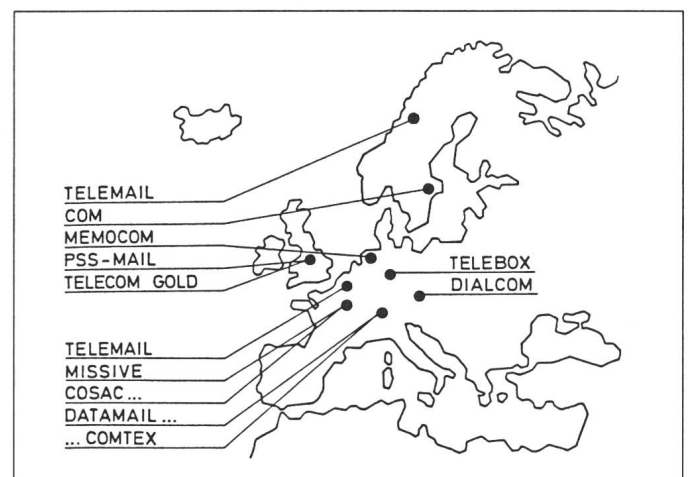 TELEMAIL
COM
MEMOCOM
PSS-MAIL
TELECOM GOLD
TELEBOX
DIALCOM
TELEMAIL
MISSIVE
COSAC...
DATAMAIL...
... COMTEX